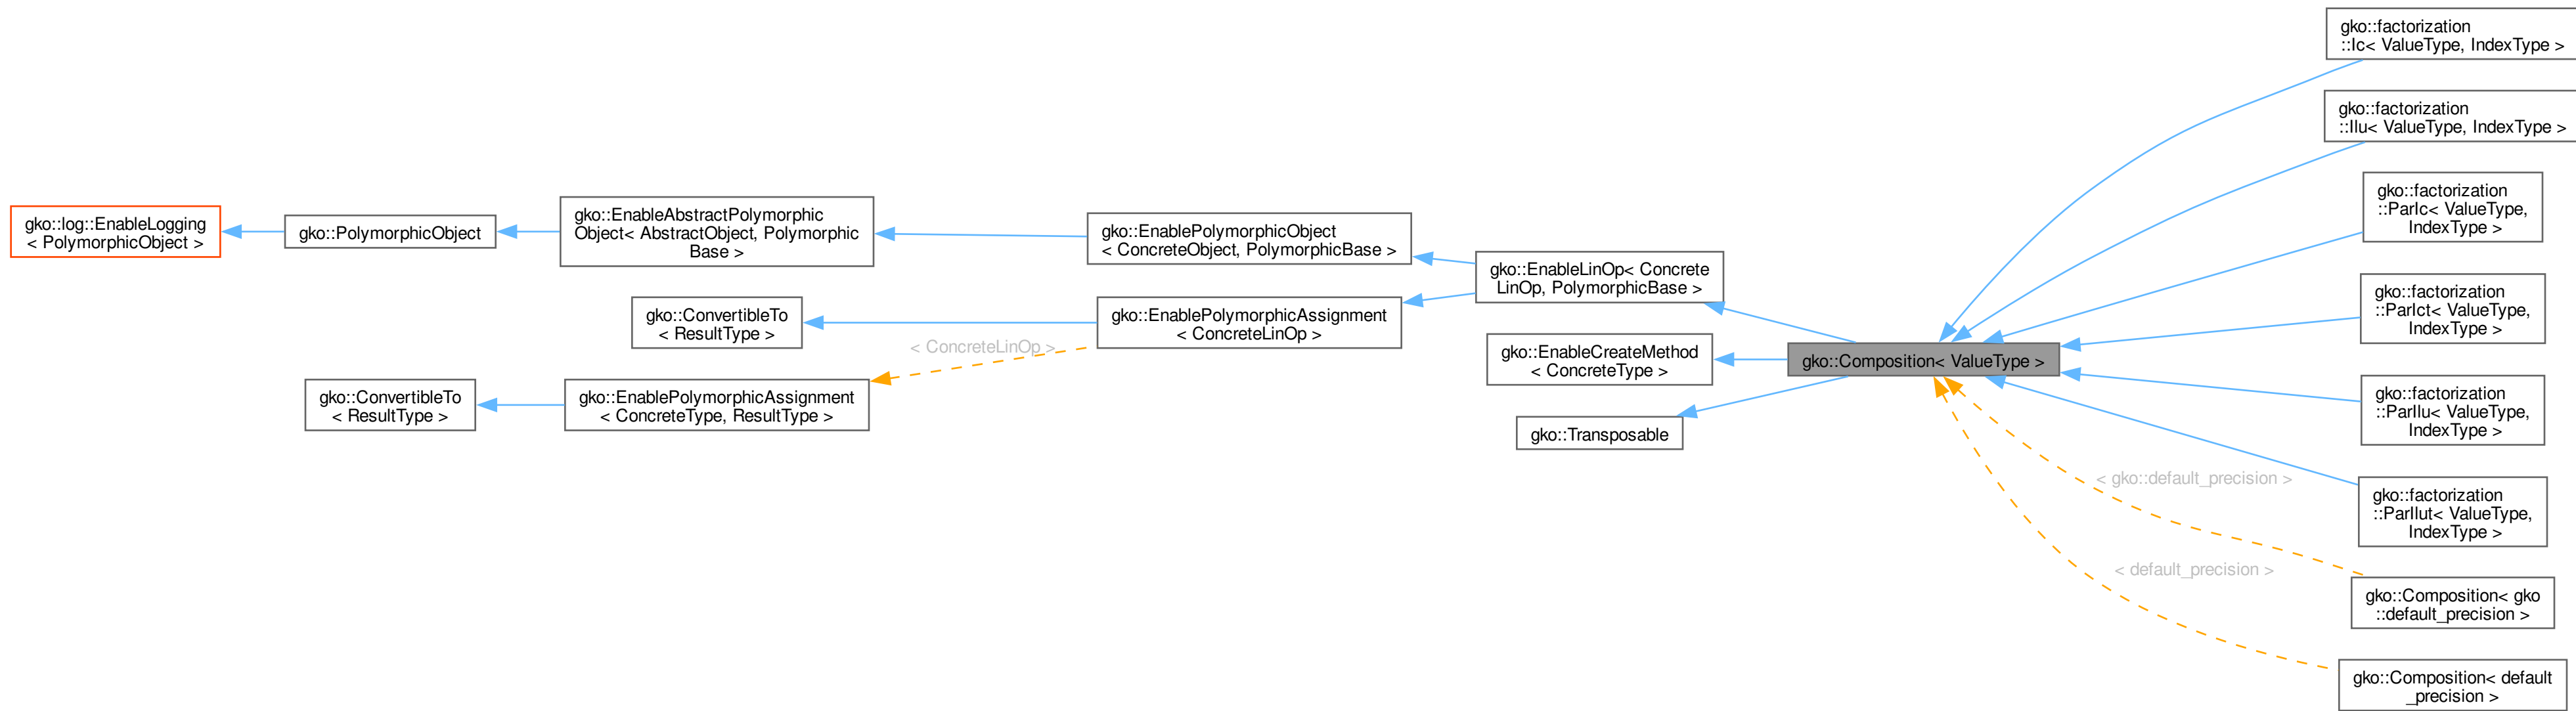 gko::log::EnableLogging
< PolymorphicObject >
gko::PolymorphicObject
gko::EnableAbstractPolymorphic
Object< AbstractObject, Polymorphic
Base >
gko::ConvertibleTo
< ResultType >
gko::ConvertibleTo
< ResultType >
gko::EnablePolymorphicAssignment
< ConcreteType, ResultType >
< ConcreteLinOp >
gko::EnablePolymorphicObject
< ConcreteObject, PolymorphicBase >
gko::EnablePolymorphicAssignment
< ConcreteLinOp >
gko::EnableLinOp< Concrete
LinOp, PolymorphicBase >
gko::EnableCreateMethod
< ConcreteType >
gko::Transposable
gko::Composition< ValueType >
gko::factorization
::Ic< ValueType, IndexType >
gko::factorization
::Ilu< ValueType, IndexType >
gko::factorization
::ParIc< ValueType,
IndexType >
gko::factorization
::ParIct< ValueType,
IndexType >
gko::factorization
::ParIlu< ValueType,
IndexType >
gko::factorization
::ParIlut< ValueType,
IndexType >
< gko::default_precision >
gko::Composition< gko
::default_precision >
< default_precision >
gko::Composition< default
_precision >